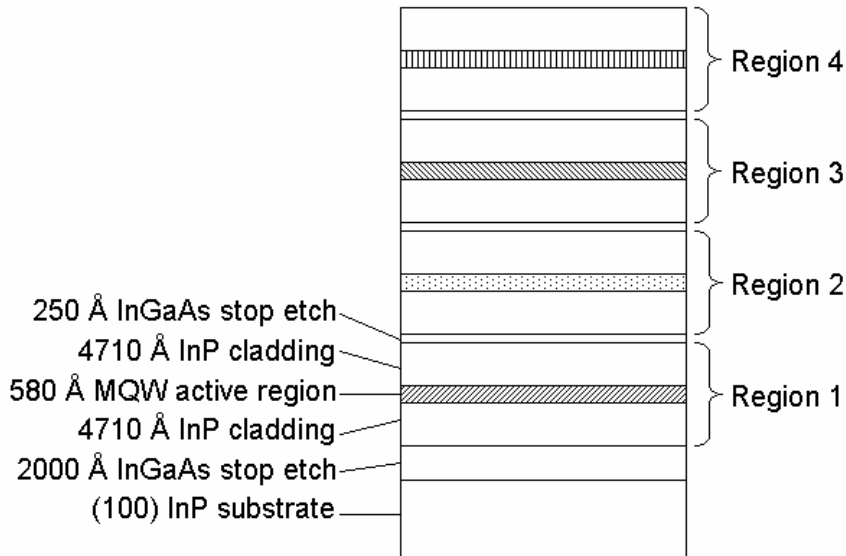 Region 4
Region 3
Region 2
250 Å InGaAs stop etch
4710 Å InP cladding
580 Å MQW active region
Region 1
4710 Å InP cladding
2000 Å InGaAs stop etch
(100) InP substrate